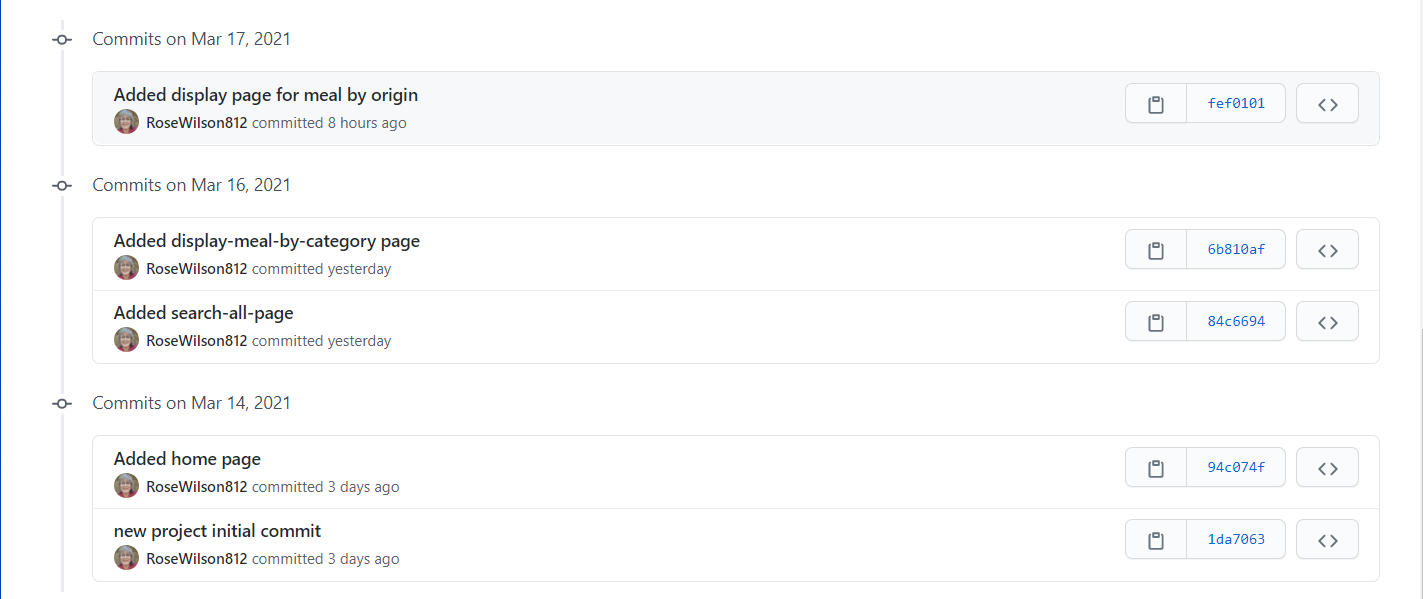 Commits on Mar 17, 2021
Added display page for meal by origin
fef0101
RoseWilson812 committed 8 hours ago
Commits on Mar 16, 2021
Added display-meal-by-category page
6b810af
RoseWilson812 committed yesterday
Added search-all-page
84c6694
RoseWilson812 committed yesterday
Commits on Mar 14, 2021
Added home page
94c074f
RoseWilson812 committed 3 days ago
new project initial commit
1da7063
RoseWilson812 committed 3 days ago